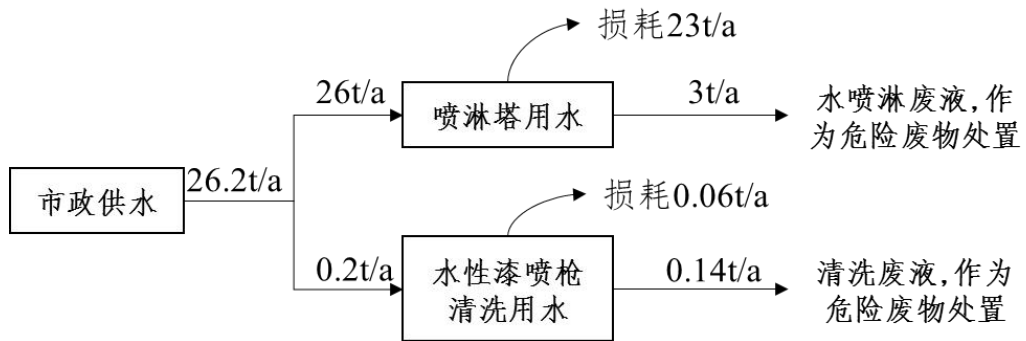 损耗23t/a
26t/a
喷淋塔用水
3t/a
水喷淋废液,作
为危险废物处置
市政供水
26.2t/a
损耗0.06t/a
0.2t/a
水性漆喷枪
清洗用水
0.14t/a
清洗废液,作为
危险废物处置